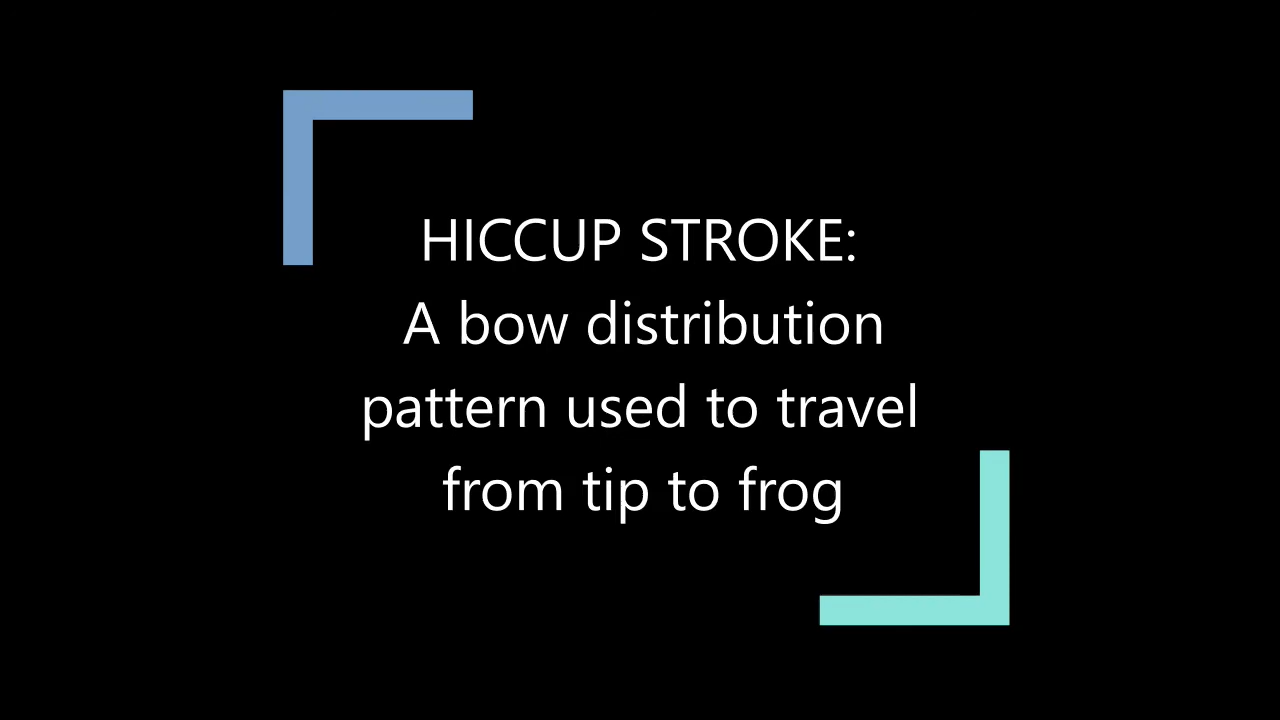 HICCUP STROKE:
A bow distribution
pattern used to travel
from tip to frog